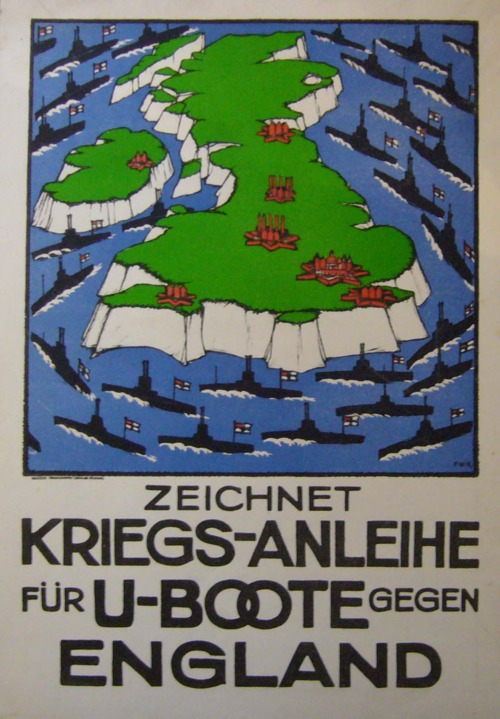 ZEICHNET
KRIEGS-ANLEIHE
FÜR U-BOOTE GEGEN
ENGLAND